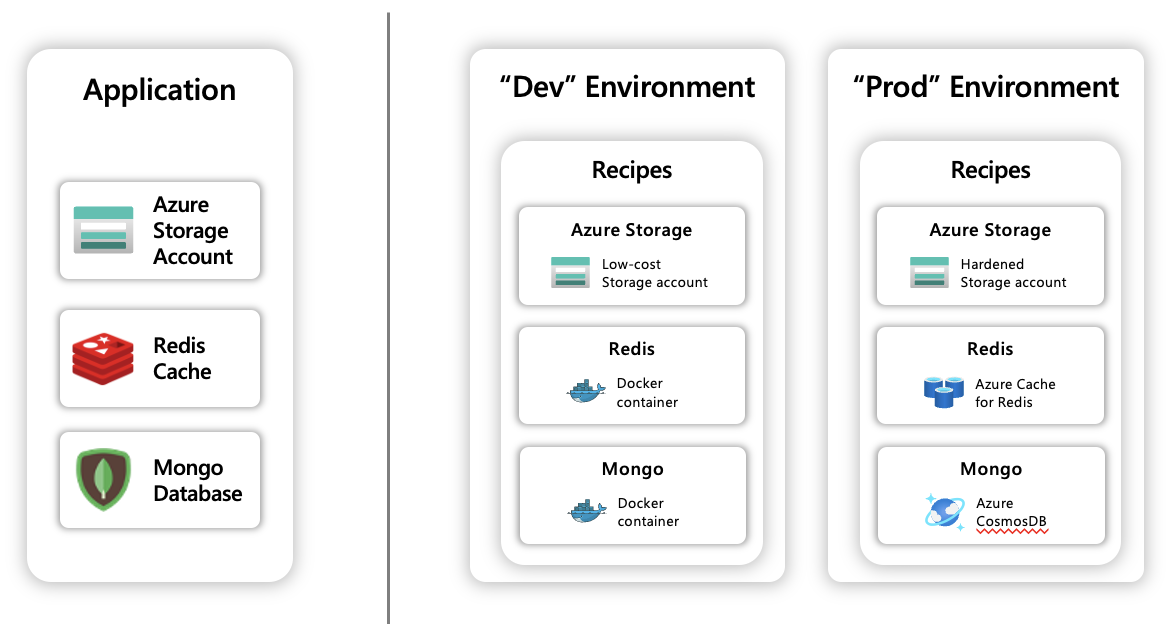 Application
Azure
Storage
Account
Redis
Cache
Mongo
Database
“Dev” Environment
Recipes
Azure Storage
Low-cost
Storage account
Redis
Docker
container
Mongo
Docker
container
“Prod” Environment
Recipes
Azure Storage
Hardened
Storage account
Redis
Azure Cache
for Redis
Mongo
Azure
CosmosDB